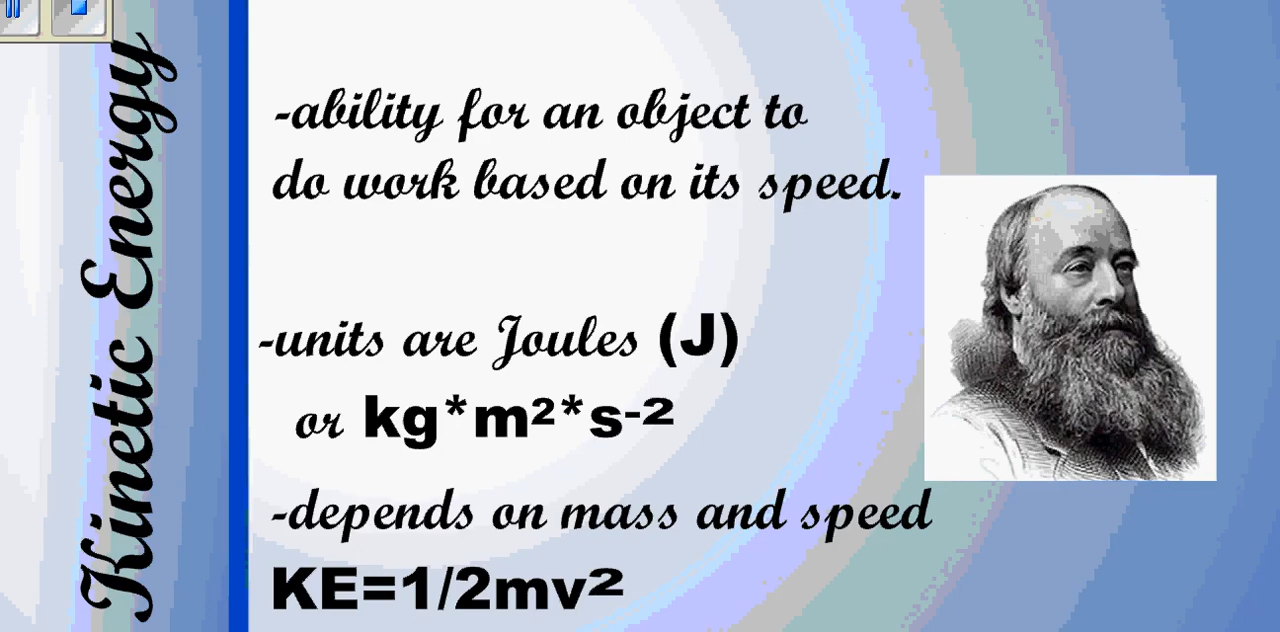 Kinetic Energy
-ability for an object to
do work based on its speed.
-units are Joules (J)
or kg*m²*s⁻²
-depends on mass and speed
KE=1/2mv²